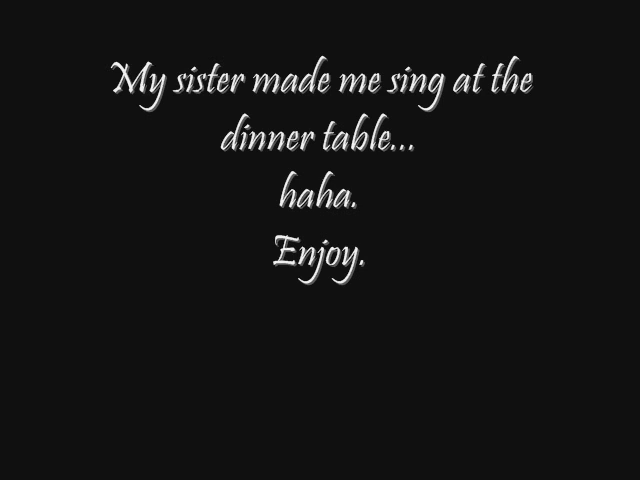 My sister made me sing at the
dinner table...
haha.
Enjoy.